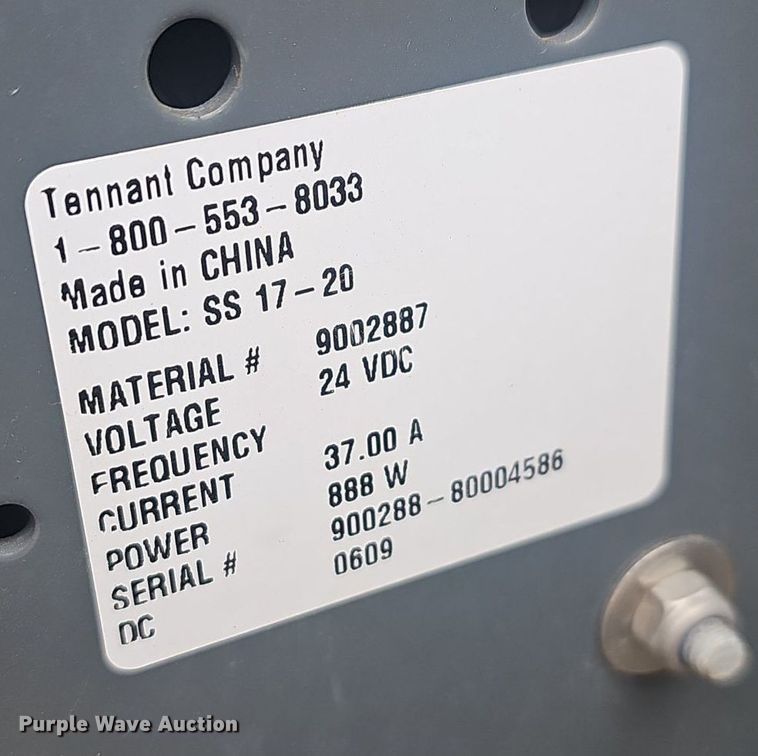 Tennant Company
1-800-553-8033
Made in CHINA
MODEL: SS 17-20
MATERIAL # 9002887
VOLTAGE 24 VDC
FREQUENCY
CURRENT 37.00 A
POWER 888 W
SERIAL # 900288-80004586
DC 0609
Purple Wave Auction